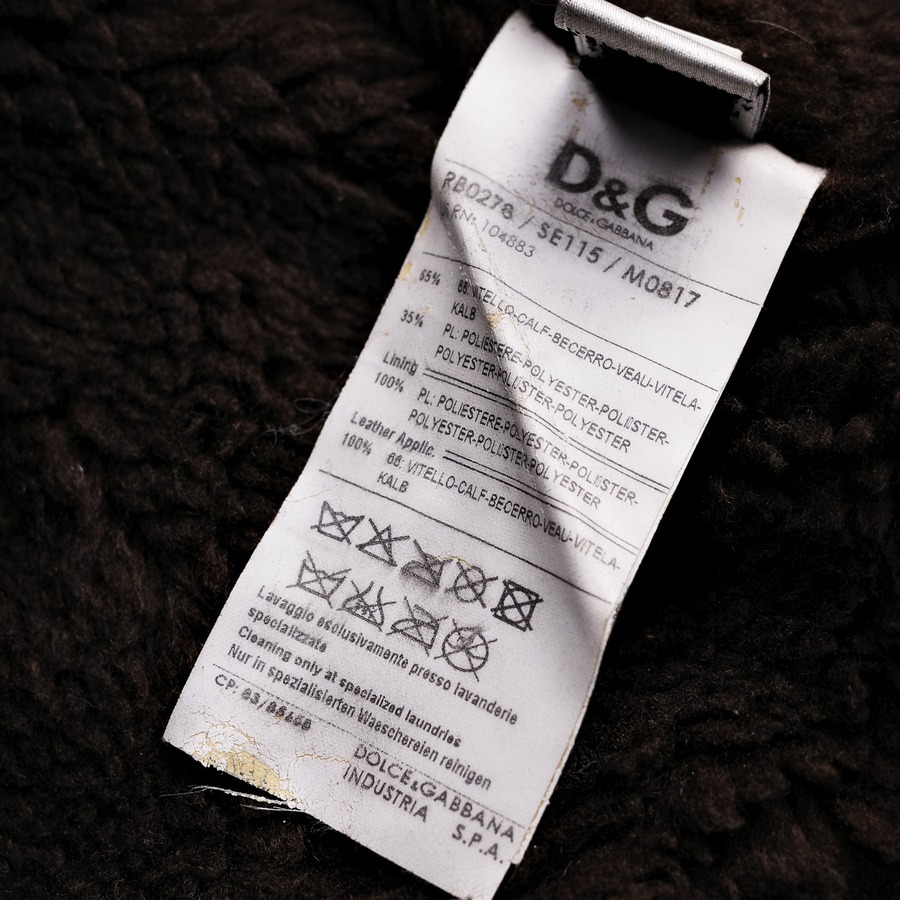 D&G
DOLCE & GABBANA
RB0278 / SE115 / M0817
RN: 104883
65% 66: VITELLO-CALF-BECERRO-VEAU-VITELA-
KALB
35% PL: POLIESTERE-POLYESTER-POLIESTER-
POLYESTER-POLIISTER-POLYESTER
Lining
100% PL: POLIESTERE-POLYESTER-POLIESTER-
POLYESTER-POLIISTER-POLYESTER
Leather Applic.
100% 66: VITELLO-CALF-BECERRO-VEAU-VITELA-
KALB
Lavaggio esclusivamente presso lavanderie
specializzate
Cleaning only at specialized laundries
Nur in spezialisierten Waeschereien reinigen
CP:
DOLCE & GABBANA
INDUSTRIA S.P.A.